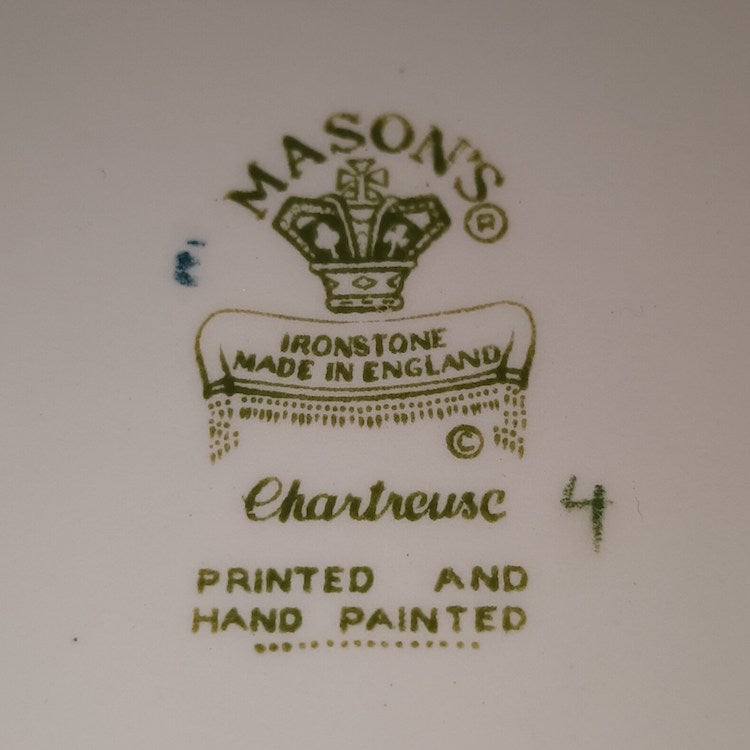 MASON'S
®
IRONSTONE
MADE IN ENGLAND
©
Chartreuse
4
PRINTED AND
HAND PAINTED